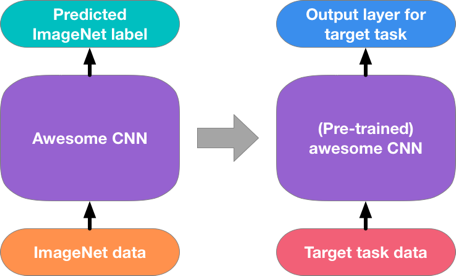 Predicted
ImageNet label
Awesome CNN
ImageNet data
Output layer for
target task
(Pre-trained)
awesome CNN
Target task data